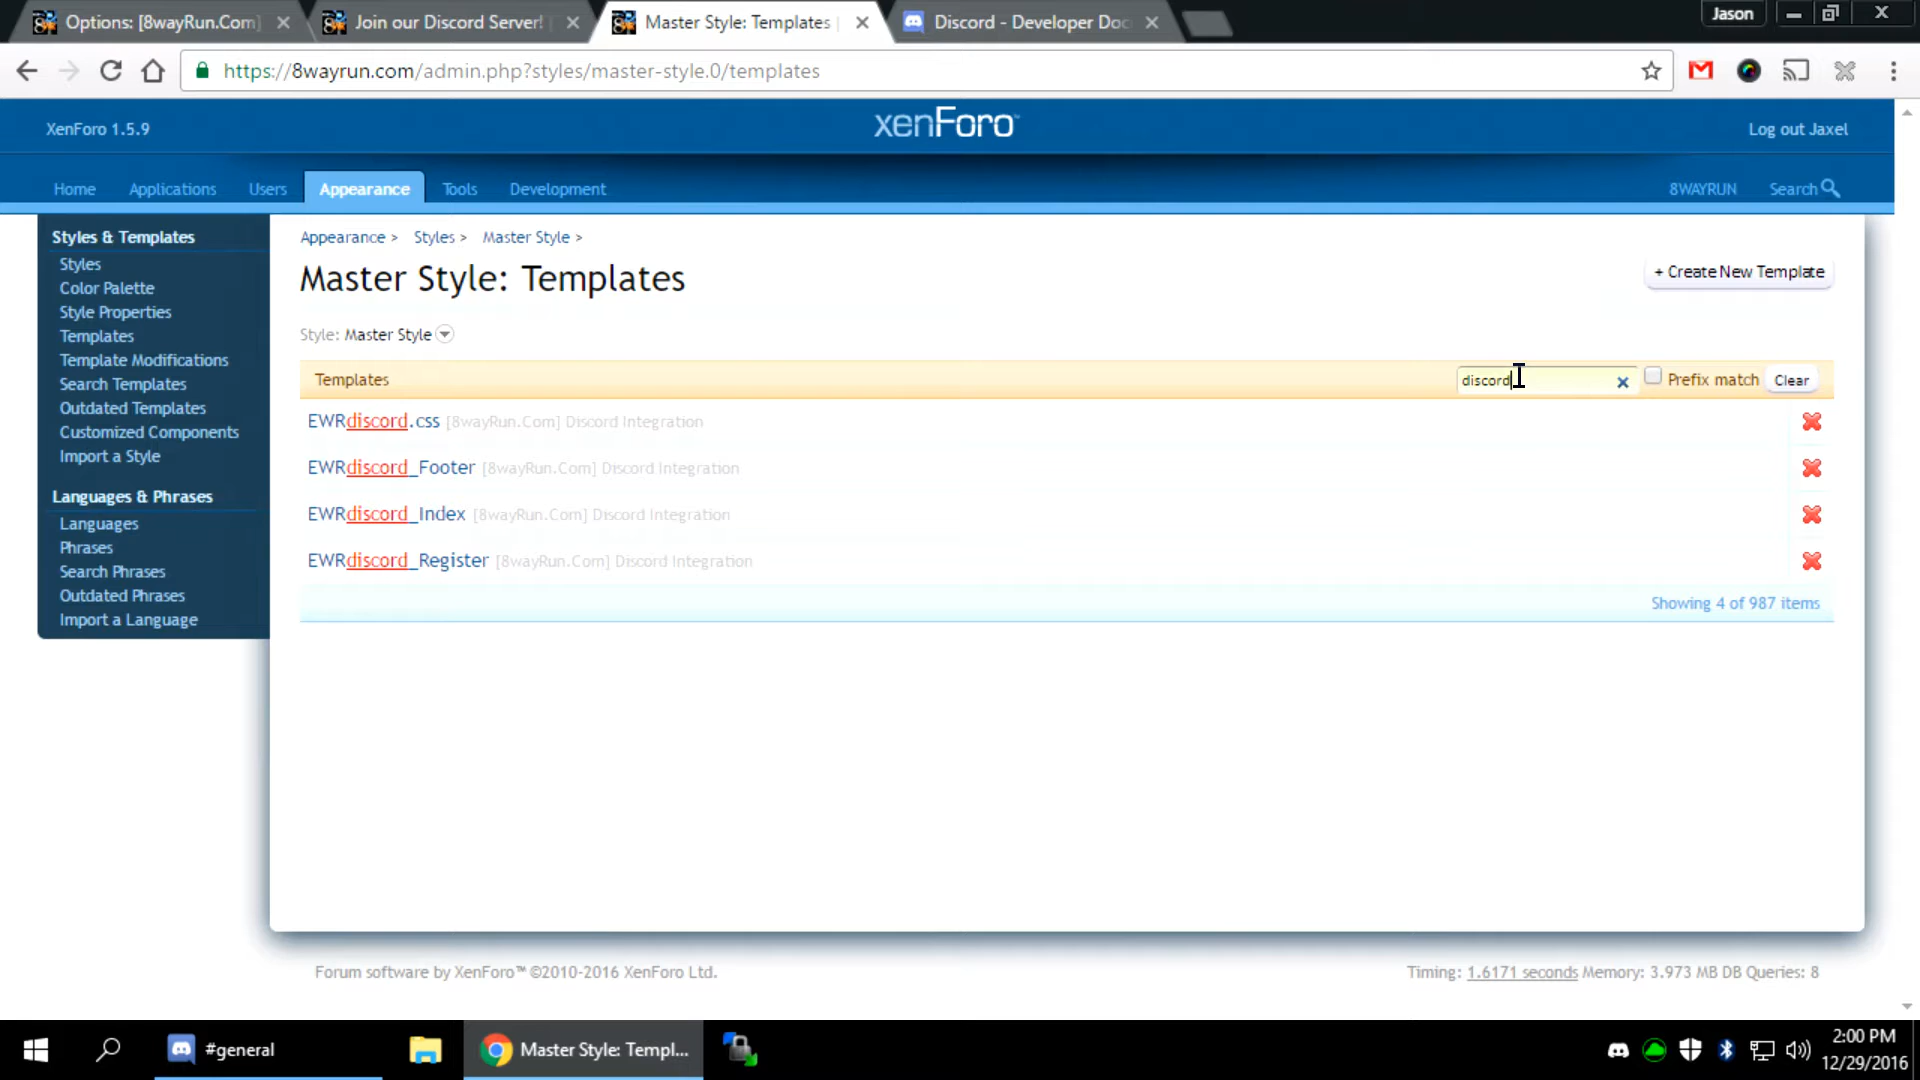 Options: [8wayRun.Com]
Join our Discord Server!
Master Style: Templates
Discord - Developer Doc
Jason
https://8wayrun.com/admin.php?styles/master-style.0/templates
XenForo 1.5.9
xenForo
Log out Jaxel
Home
Applications
Users
Appearance
Tools
Development
8WAYRUN
Search
Styles & Templates
Styles
Color Palette
Style Properties
Templates
Template Modifications
Search Templates
Outdated Templates
Customized Components
Import a Style
Languages & Phrases
Languages
Phrases
Search Phrases
Outdated Phrases
Import a Language
Appearance > Styles > Master Style >
Master Style: Templates
+ Create New Template
Style: Master Style
Templates
discord
Prefix match
Clear
EWRdiscord.css [8wayRun.Com] Discord Integration
EWRdiscord_Footer [8wayRun.Com] Discord Integration
EWRdiscord_Index [8wayRun.Com] Discord Integration
EWRdiscord_Register [8wayRun.Com] Discord Integration
Showing 4 of 987 items
Forum software by XenForo™ ©2010-2016 XenForo Ltd.
Timing: 1.6171 seconds Memory: 3.973 MB DB Queries: 8
#general
Master Style: Templ...
2:00 PM
12/29/2016